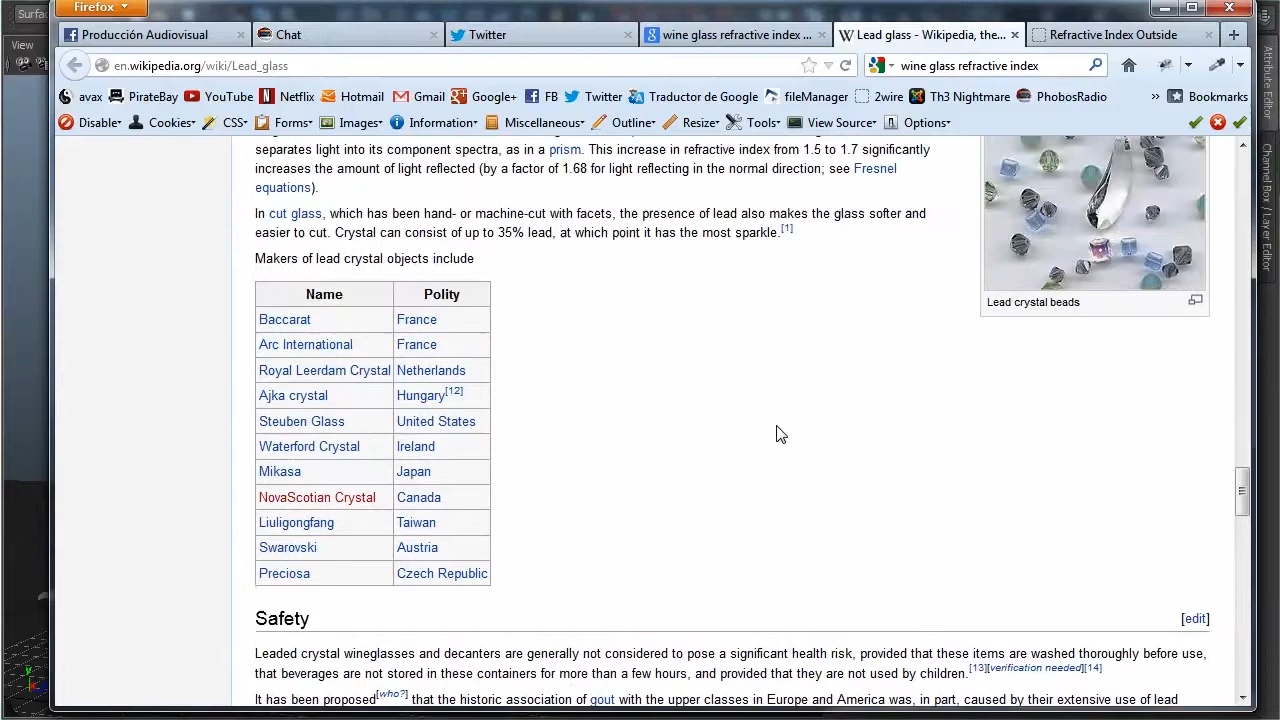 Firefox
Surfac
View
Producción Audiovisual
Chat
Twitter
wine glass refractive index ...
Lead glass - Wikipedia, the...
Refractive Index Outside
en.wikipedia.org/wiki/Lead_glass
wine glass refractive index
avax
PirateBay
YouTube
Netflix
Hotmail
Gmail
Google+
FB
Twitter
Traductor de Google
fileMana
2wire
Th3 Nightmare
PhobosRadio
Bookmarks
Disable
Cookies
CSS
Forms
Images
Information
Miscellaneous
Outline
Resize
Tools
ViewSource
Options
separates light into its component spectra, as in a prism. This increase in refractive index from 1.5 to 1.7 significantly
increases the amount of light reflected (by a factor of 1.68 for light reflecting in the normal direction; see Fresnel
equations).
In cut glass, which has been hand- or machine-cut with facets, the presence of lead also makes the glass softer and
easier to cut. Crystal can consist of up to 35% lead, at which point it has the most sparkle.[1]
Makers of lead crystal objects include
Name Polity
Baccarat France
Arc International France
Royal Leerdam Crystal Netherlands
Ajka crystal Hungary[12]
Steuben Glass United States
Waterford Crystal Ireland
Mikasa Japan
NovaScotian Crystal Canada
Liuligongfang Taiwan
Swarovski Austria
Preciosa Czech Republic
Lead crystal beads
Safety [edit]
Leaded crystal wineglasses and decanters are generally not considered to pose a significant health risk, provided that these items are washed thoroughly before use,
that beverages are not stored in these containers for more than a few hours, and provided that they are not used by children.[13][verification needed][14]
It has been proposed[who?] that the historic association of gout with the upper classes in Europe and America was, in part, caused by their extensive use of lead
Attribute Editor
Channel Box / Layer Editor